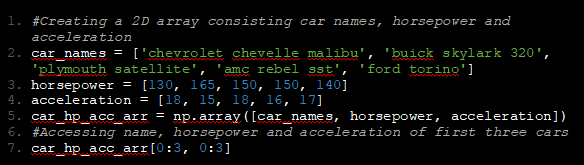 1. #Creating a 2D array consisting car names, horsepower and
acceleration
2. car_names = ['chevrolet chevelle malibu', 'buick skylark 320',
'plymouth satellite', 'amc rebel sst', 'ford torino']
3. horsepower = [130, 165, 150, 150, 140]
4. acceleration = [18, 15, 18, 16, 17]
5. car_hp_acc_arr = np.array([car_names, horsepower, acceleration])
6. #Accessing name, horsepower and acceleration of first three cars
7. car_hp_acc_arr[0:3, 0:3]